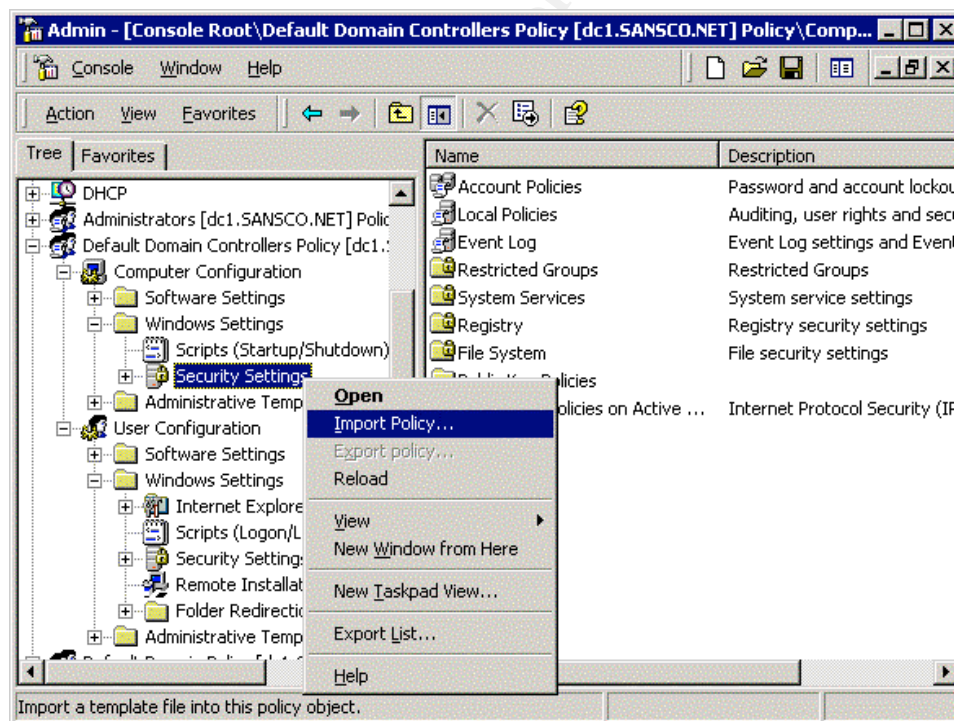 Admin - [Console Root\Default Domain Controllers Policy [dc1.SANSCO.NET] Policy\Comp...
Console Window Help
Action View Favorites
Tree Favorites
Name Description
DHCP
Administrators [dc1.SANSCO.NET] Polic
Default Domain Controllers Policy [dc1.
Computer Configuration
Software Settings
Windows Settings
Scripts (Startup/Shutdown)
Security Settings
Administrative Temp
User Configuration
Software Settings
Windows Settings
Internet Explore
Scripts (Logon/L
Security Setting
Remote Installat
Folder Redirectio
Administrative Temp
Account Policies Password and account lockou
Local Policies Auditing, user rights and secu
Event Log Event Log settings and Event
Restricted Groups Restricted Groups
System Services System service settings
Registry Registry security settings
File System File security settings
Policies
olicies on Active ... Internet Protocol Security (IP
Open
Import Policy...
Export policy...
Reload
View
New Window from Here
New Taskpad View...
Export List...
Help
Import a template file into this policy object.